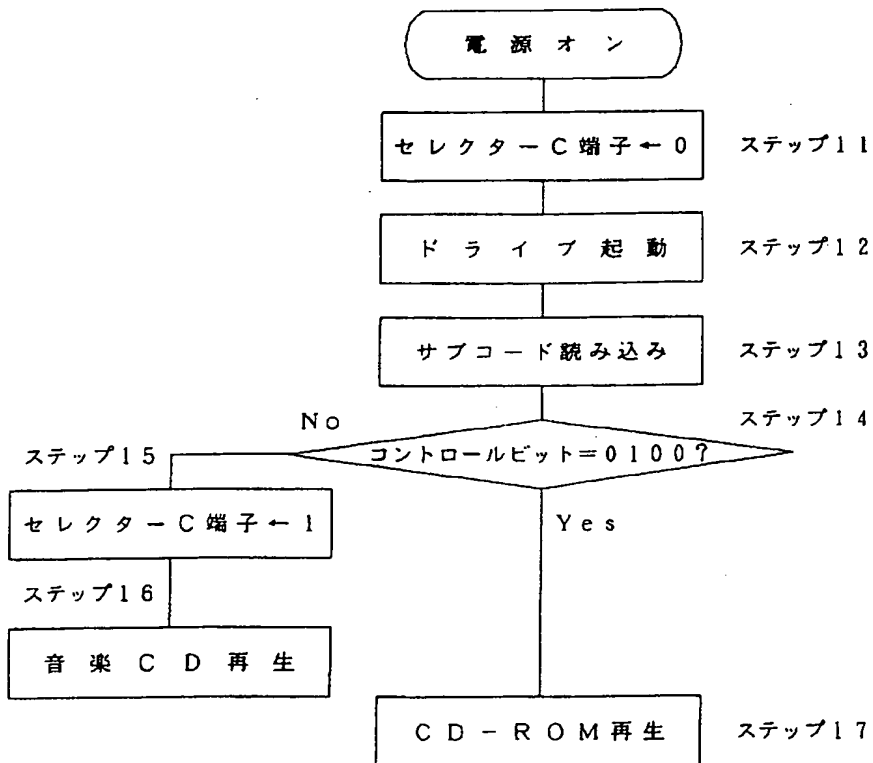 電源オン
セレクターC端子←0
ステップ11
ドライブ起動
ステップ12
サブコード読み込み
ステップ13
ステップ14
コントロールビット=0100?
No
Yes
ステップ15
セレクターC端子←1
ステップ16
音楽CD再生
CD-ROM再生
ステップ17